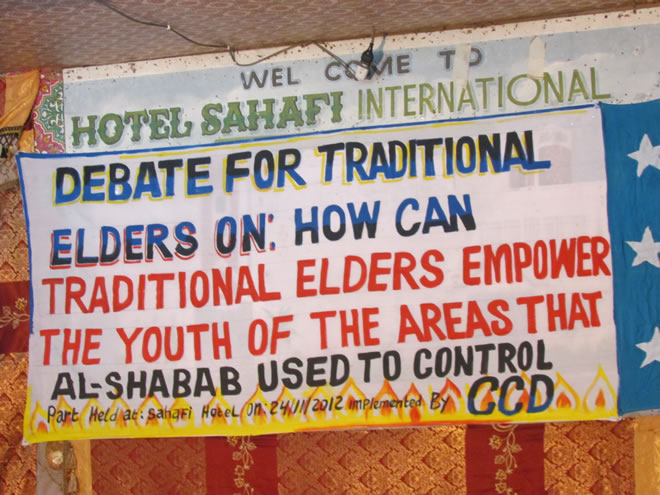 WEL COME TO
HOTEL SAHAFI INTERNATIONAL
DEBATE FOR TRADITIONAL
ELDERS ON: HOW CAN
TRADITIONAL ELDERS EMPOWER
THE YOUTH OF THE AREAS THAT
AL-SHABAB USED TO CONTROL
Part Held at: Sahafi Hotel On: 24/11/2012 implemented By CCD